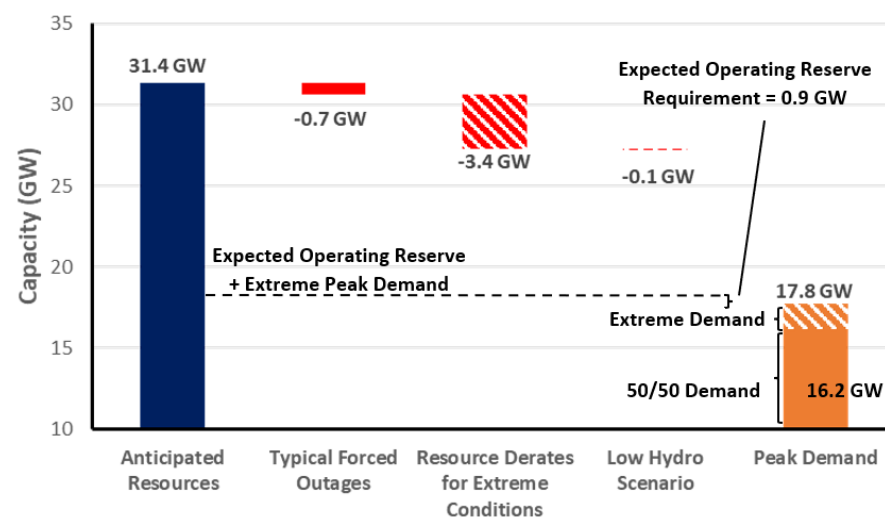 35
30
25
20
15
10
Capacity (GW)
31.4 GW
-0.7 GW
-3.4 GW
-0.1 GW
Expected Operating Reserve
Requirement = 0.9 GW
Expected Operating Reserve
+ Extreme Peak Demand
17.8 GW
Extreme Demand
50/50 Demand
16.2 GW
Anticipated
Resources
Typical Forced
Outages
Resource Derates
for Extreme
Conditions
Low Hydro
Scenario
Peak Demand